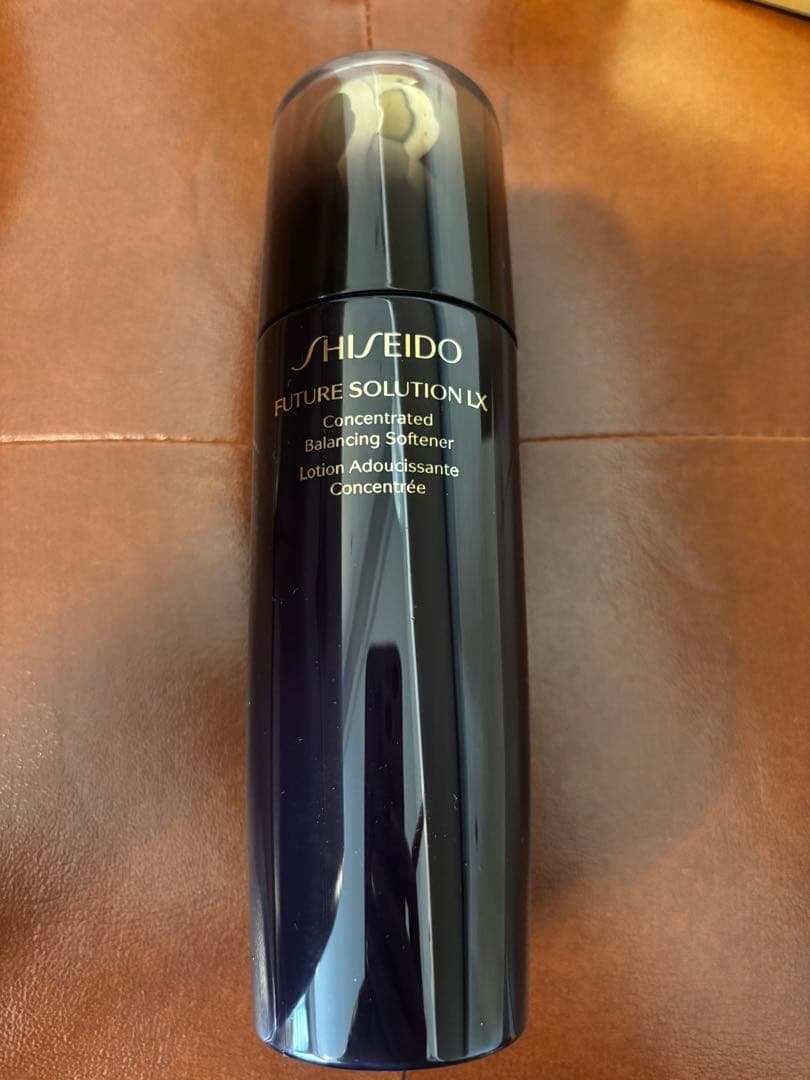 SHISEIDO
FUTURE SOLUTION LX
Concentrated
Balancing Softener
Lotion Adoucissante
Concentrée